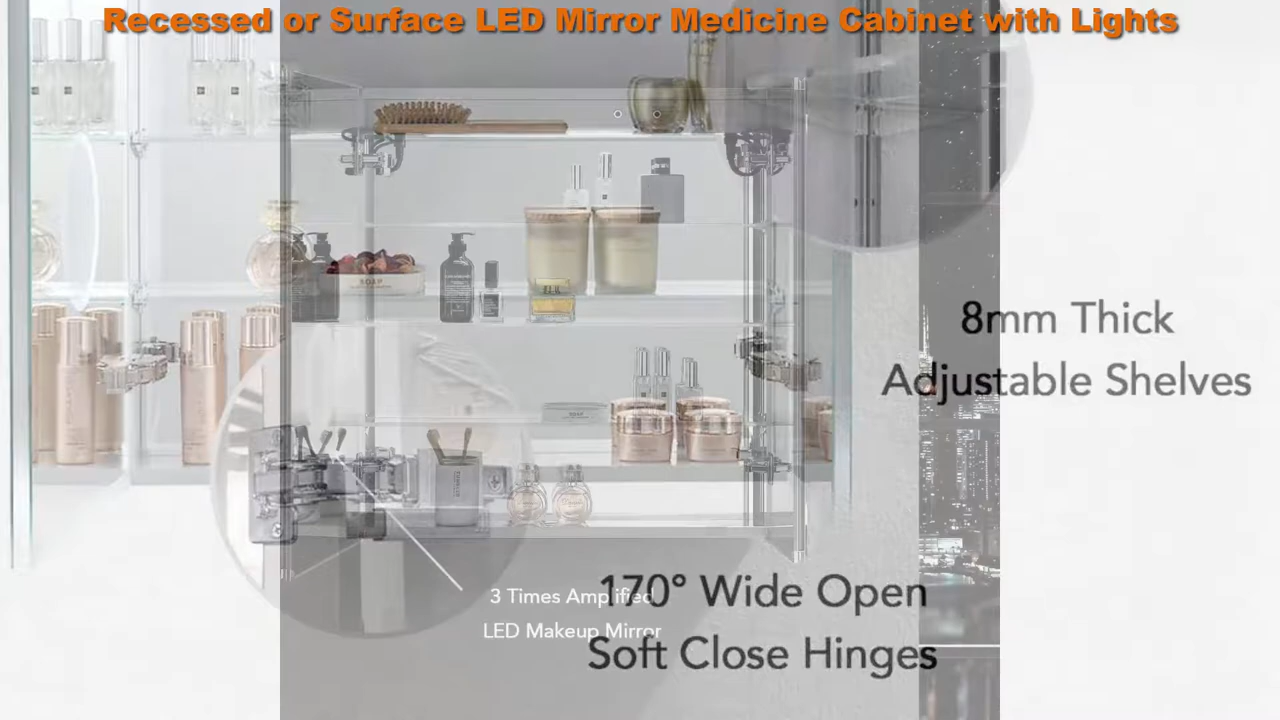 Recessed or Surface LED Mirror Medicine Cabinet with Lights
SOAP
8mm Thick
Adjustable Shelves
3 Times Amplified
LED Makeup Mirror
170° Wide Open
Soft Close Hinges